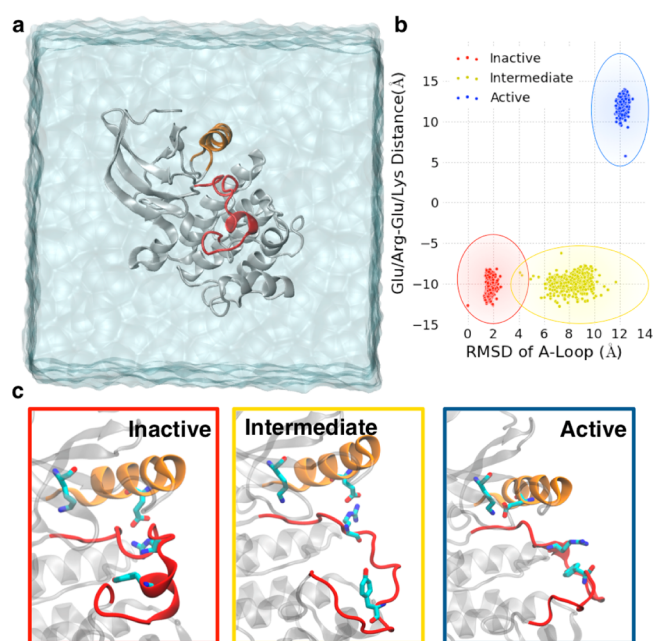 a
b
Inactive
Intermediate
Active
Glu/Arg-Glu/Lys Distance(Å)
15
10
5
0
−5
−10
−15
0 2 4 6 8 10 12 14
RMSD of A-Loop (Å)
c
Inactive
Intermediate
Active